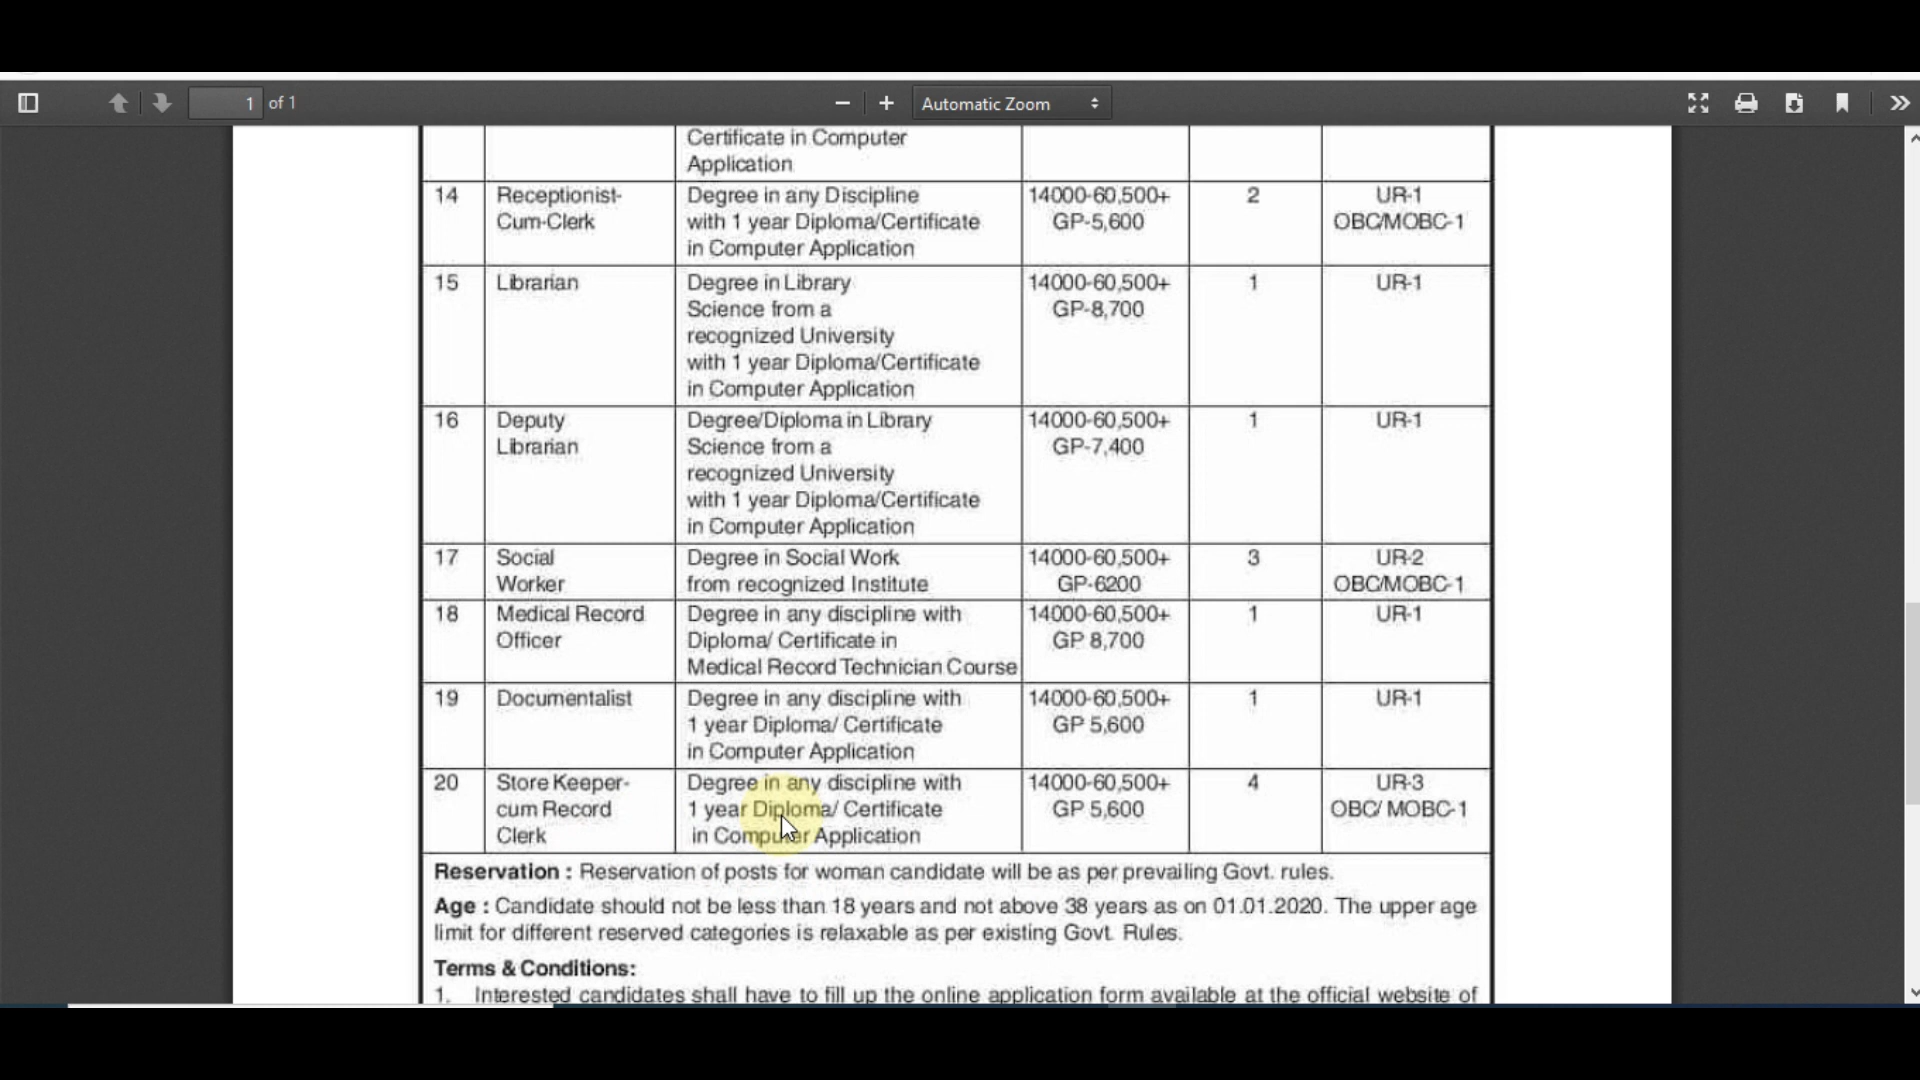 1 of 1
Automatic Zoom
Certificate in Computer
Application
14 Receptionist- Degree in any Discipline 14000-60,500+ 2 UR-1
Cum-Clerk with 1 year Diploma/Certificate GP-5,600 OBC/MOBC-1
in Computer Application
15 Librarian Degree in Library 14000-60,500+ 1 UR-1
Science from a GP-8,700
recognized University
with 1 year Diploma/Certificate
in Computer Application
16 Deputy Degree/Diploma in Library 14000-60,500+ 1 UR-1
Librarian Science from a GP-7,400
recognized University
with 1 year Diploma/Certificate
in Computer Application
17 Social Degree in Social Work 14000-60,500+ 3 UR-2
Worker from recognized Institute GP-6200 OBC/MOBC-1
18 Medical Record Degree in any discipline with 14000-60,500+ 1 UR-1
Officer Diploma/ Certificate in GP 8,700
Medical Record Technician Course
19 Documentalist Degree in any discipline with 14000-60,500+ 1 UR-1
1 year Diploma/ Certificate GP 5,600
in Computer Application
20 Store Keeper- Degree in any discipline with 14000-60,500+ 4 UR-3
cum Record 1 year Diploma/ Certificate GP 5,600 OBC/ MOBC-1
Clerk in Computer Application
Reservation : Reservation of posts for woman candidate will be as per prevailing Govt. rules.
Age : Candidate should not be less than 18 years and not above 38 years as on 01.01.2020. The upper age
limit for different reserved categories is relaxable as per existing Govt. Rules.
Terms & Conditions:
1. Interested candidates shall have to fill up the online application form available at the official website of